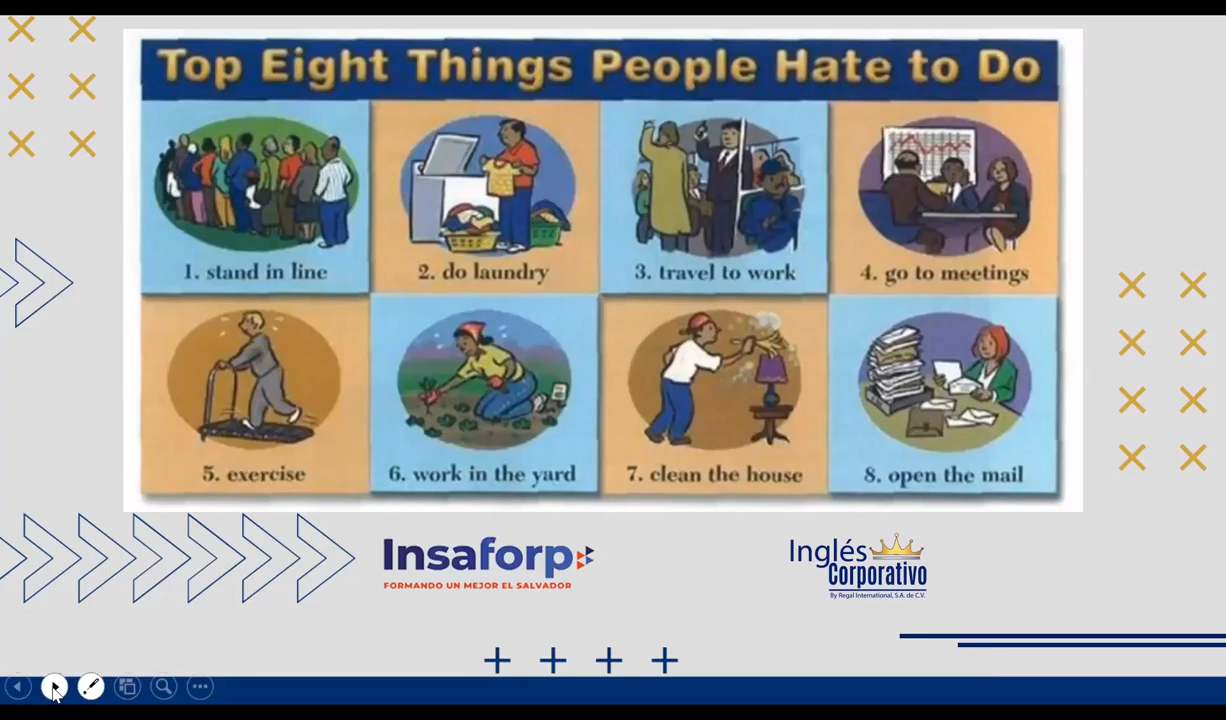 Top Eight Things People Hate to Do
1. stand in line
2. do laundry
3. travel to work
4. go to meetings
5. exercise
6. work in the yard
7. clean the house
8. open the mail
Insaforp
FORMANDO UN MEJOR EL SALVADOR
Inglés
Corporativo
By Regal International, S.A. de C.V.